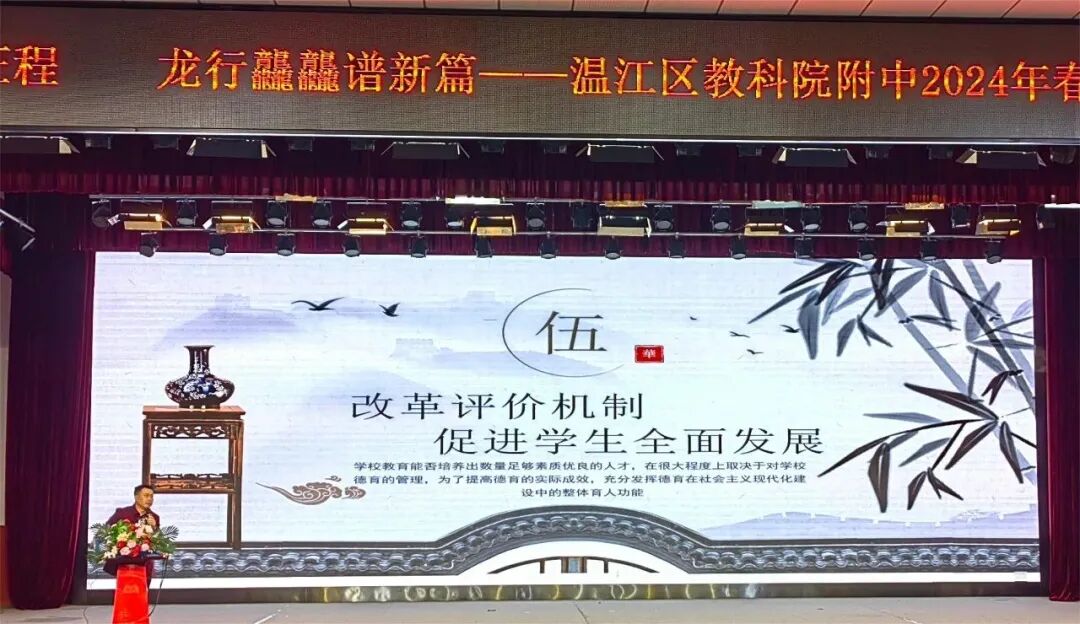 征程 龙行龘龘谱新篇——温江区教科院附中2024年春
伍
華
改革评价机制
促进学生全面发展
学校教育能否培养出数量足够素质优良的人才，在很大程度上取决于对学校
德育的管理，为了提高德育的实际成效，充分发挥德育在社会主义现代化建
设中的整体育人功能